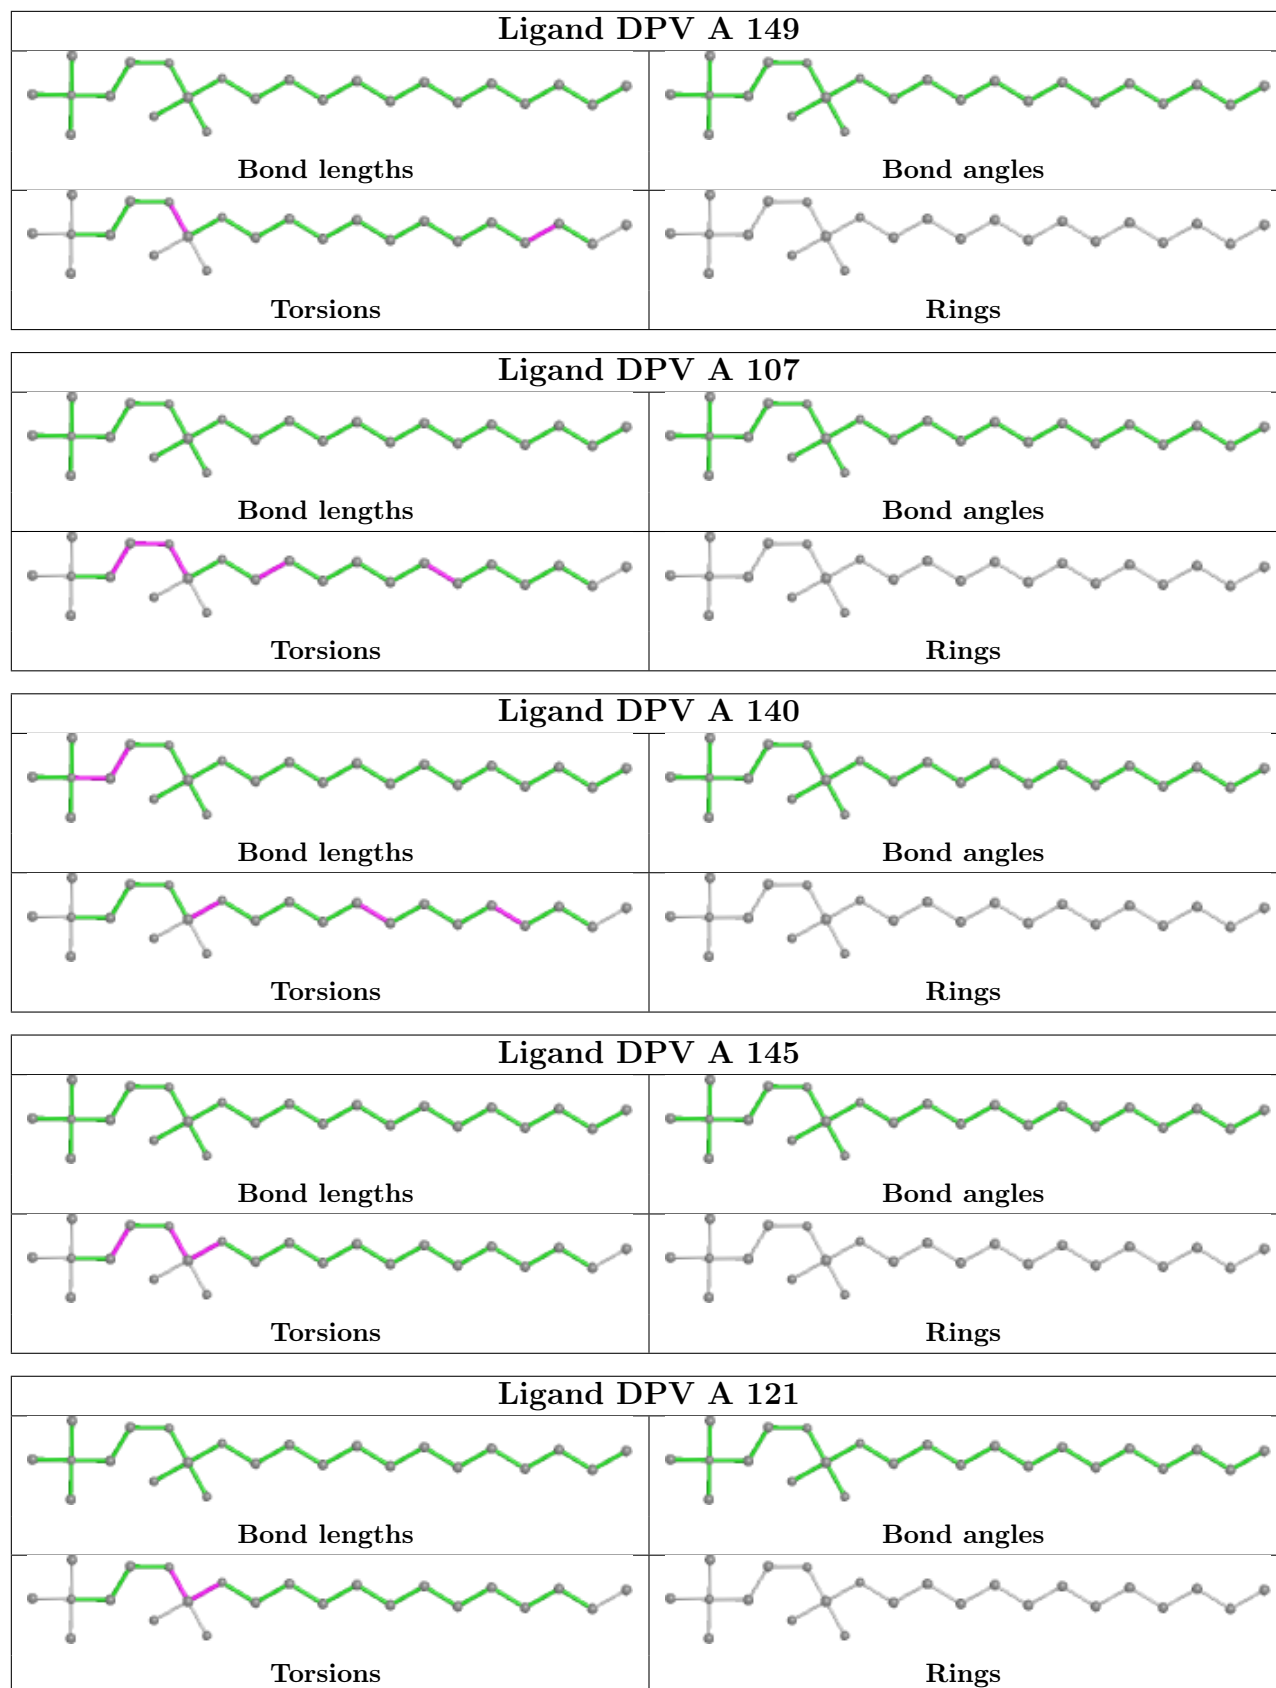 Ligand DPV A 149
Bond lengths
Bond angles
Torsions
Rings
Ligand DPV A 107
Bond lengths
Bond angles
Torsions
Rings
Ligand DPV A 140
Bond lengths
Bond angles
Torsions
Rings
Ligand DPV A 145
Bond lengths
Bond angles
Torsions
Rings
Ligand DPV A 121
Bond lengths
Bond angles
Torsions
Rings